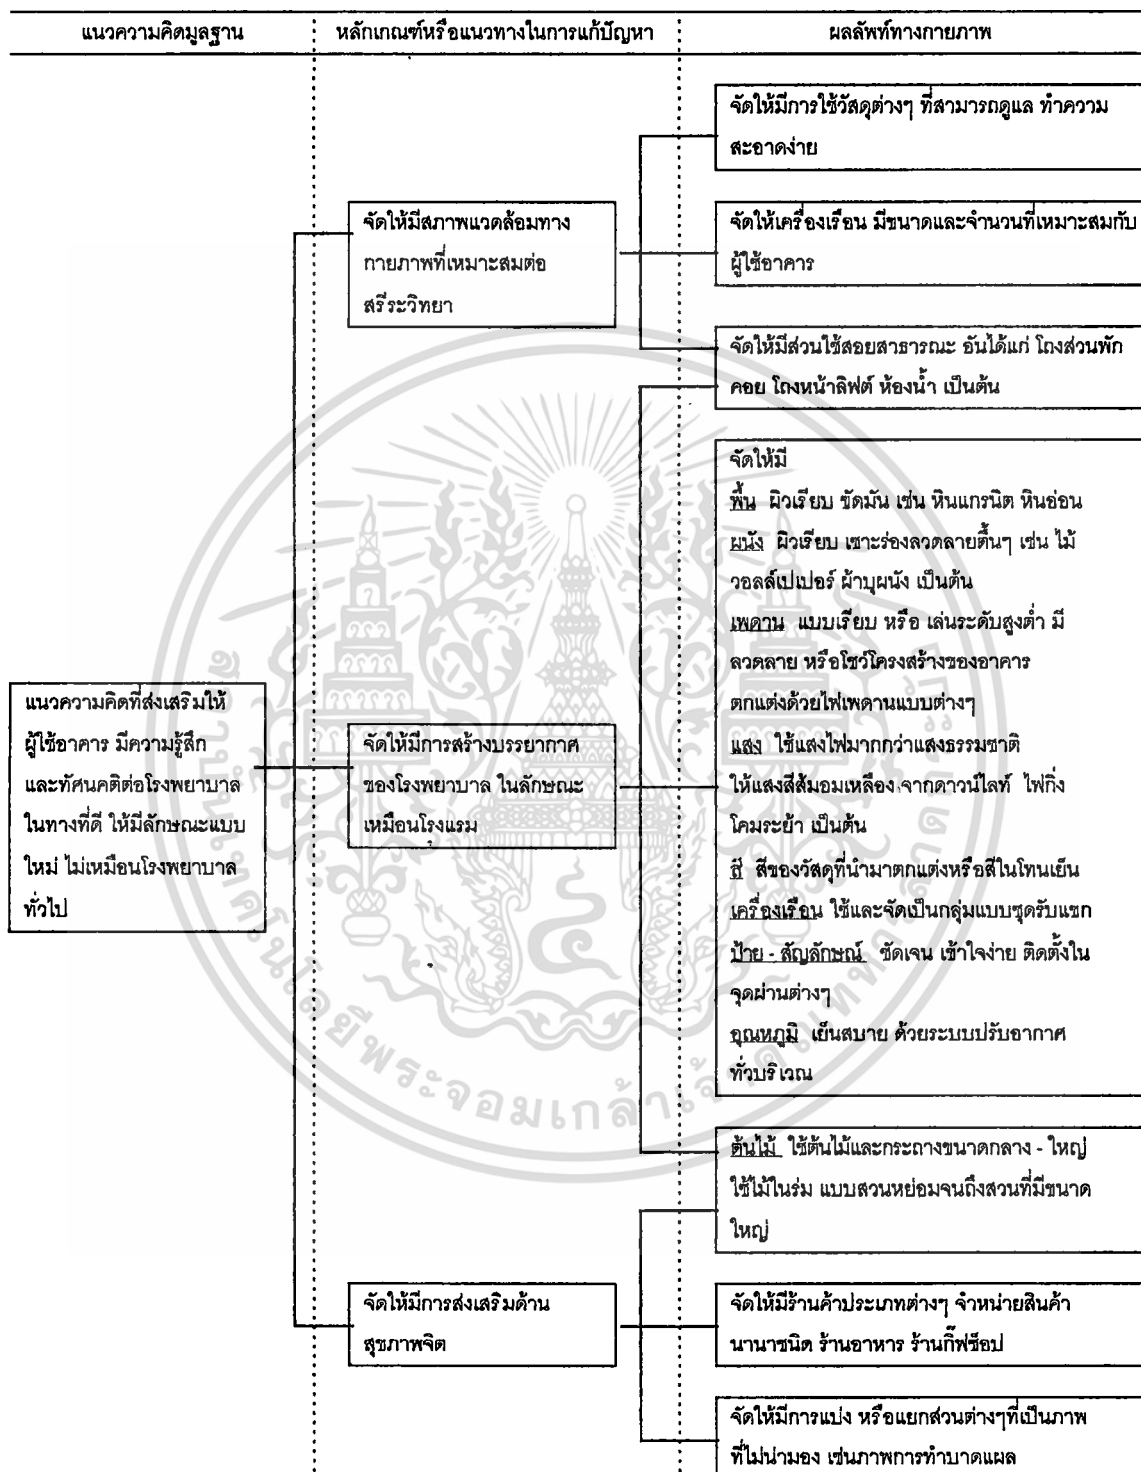 แนวความคิดมูลฐาน
หลักเกณฑ์หรือแนวทางในการแก้ปัญหา
ผลลัพท์ทางกายภาพ
แนวความคิดที่ส่งเสริมให้
ผู้ใช้อาคาร มีความรู้สึก
และทัศนคติต่อโรงพยาบาล
ในทางที่ดี ให้มีลักษณะแบบ
ใหม่ ไม่เหมือนโรงพยาบาล
ทั่วไป
จัดให้มีสภาพแวดล้อมทาง
กายภาพที่เหมาะสมต่อ
สรีระวิทยา
จัดให้มีการใช้วัสดุต่างๆ ที่สามารถดูแล ทำความ
สะอาดง่าย
จัดให้เครื่องเรือน มีขนาดและจำนวนที่เหมาะสมกับ
ผู้ใช้อาคาร
จัดให้มีส่วนใช้สอยสาธารณะ อันได้แก่ โถงส่วนพัก
คอย โถงหน้าลิฟต์ ห้องน้ำ เป็นต้น
จัดให้มีการสร้างบรรยากาศ
ของโรงพยาบาล ในลักษณะ
เหมือนโรงแรม
จัดให้มี
พื้น ผิวเรียบ ขัดมัน เช่น หินแกรนิต หินอ่อน
ผนัง ผิวเรียบ เซาะร่องลวดลายตื้นๆ เช่น ไม้
วอลล์เปเปอร์ ผ้าบุผนัง เป็นต้น
เพดาน แบบเรียบ หรือ เล่นระดับสูงต่ำ มี
ลวดลาย หรือโชว์โครงสร้างของอาคาร
ตกแต่งด้วยไฟเพดานแบบต่างๆ
แสง ใช้แสงไฟมากกว่าแสงธรรมชาติ
ให้แสงสีส้มอมเหลือง จากดาวน์ไลท์ ไฟกิ่ง
โคมระย้า เป็นต้น
สี สีของวัสดุที่นำมาตกแต่งหรือสีในโทนเย็น
เครื่องเรือน ใช้และจัดเป็นกลุ่มแบบชุดรับแขก
ป้าย - สัญลักษณ์ ชัดเจน เข้าใจง่าย ติดตั้งใน
จุดผ่านต่างๆ
อุณหภูมิ เย็นสบาย ด้วยระบบปรับอากาศ
ทั่วบริเวณ
ต้นไม้ ใช้ต้นไม้และกระถางขนาดกลาง - ใหญ่
ใช้ไม้ในร่ม แบบสวนหย่อมจนถึงสวนที่มีขนาด
ใหญ่
จัดให้มีการส่งเสริมด้าน
สุขภาพจิต
จัดให้มีร้านค้าประเภทต่างๆ จำหน่ายสินค้า
นานาชนิด ร้านอาหาร ร้านกิ๊ฟช็อป
จัดให้มีการแบ่ง หรือแยกส่วนต่างๆที่เป็นภาพ
ที่ไม่น่ามอง เช่นภาพการทำบาดแผล
สถาบันเทคโนโลยีพระจอมเกล้าเจ้าคุณทหารลาดกระบัง